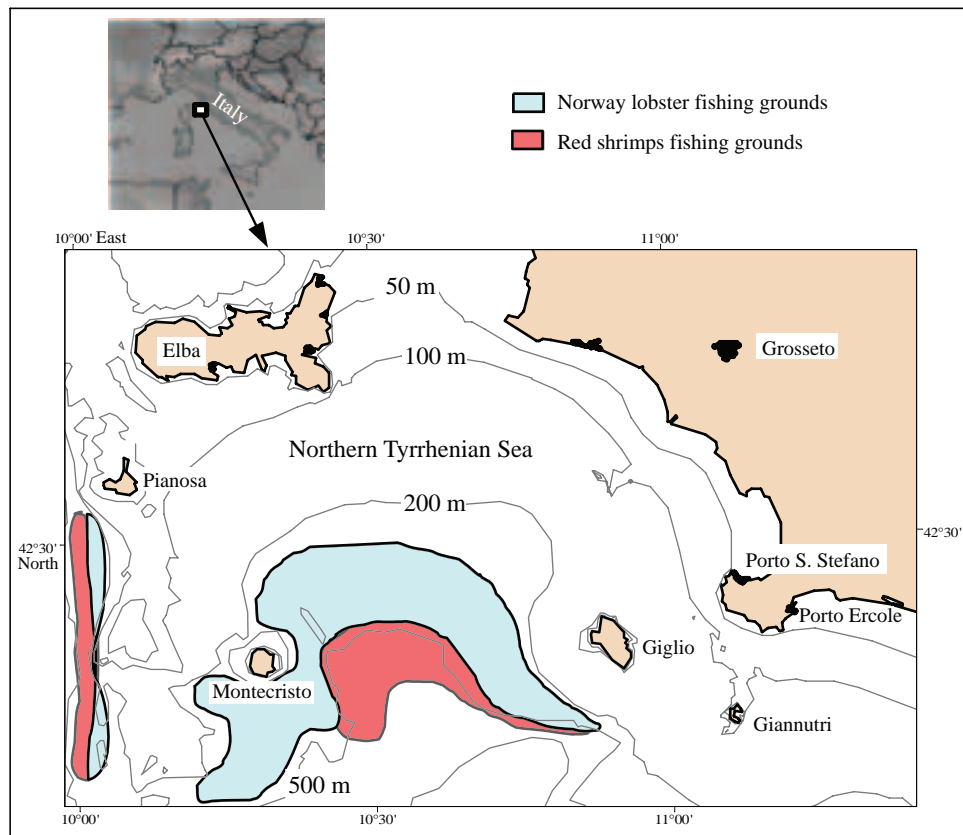 Italy
Norway lobster fishing grounds
Red shrimps fishing grounds
10°00' East
10°30'
11°00'
50 m
Elba
100 m
Grosseto
Northern Tyrrhenian Sea
Pianosa
200 m
42°30'
North
42°30'
Porto S. Stefano
Porto Ercole
Giglio
Montecristo
Giannutri
500 m
10°00'
10°30'
11°00'